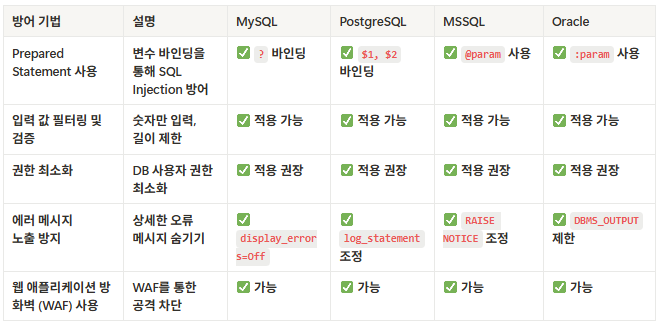 방어 기법 설명 MySQL PostgreSQL MSSQL Oracle
Prepared
Statement 사용
변수 바인딩을
통해 SQL
Injection 방어
✅ ? 바인딩
✅ $1, $2
바인딩
✅ @param 사용
✅ :param 사용
입력 값 필터링 및
검증
숫자만 입력,
길이 제한
✅ 적용 가능
✅ 적용 가능
✅ 적용 가능
✅ 적용 가능
권한 최소화
DB 사용자 권한
최소화
✅ 적용 권장
✅ 적용 권장
✅ 적용 권장
✅ 적용 권장
에러 메시지
노출 방지
상세한 오류
메시지 숨기기
✅
display_error
s=Off
✅
log_statement
조정
✅ RAISE
NOTICE 조정
✅ DBMS_OUTPUT
제한
웹 애플리케이션 방
화벽 (WAF) 사용
WAF를 통한
공격 차단
✅ 가능
✅ 가능
✅ 가능
✅ 가능